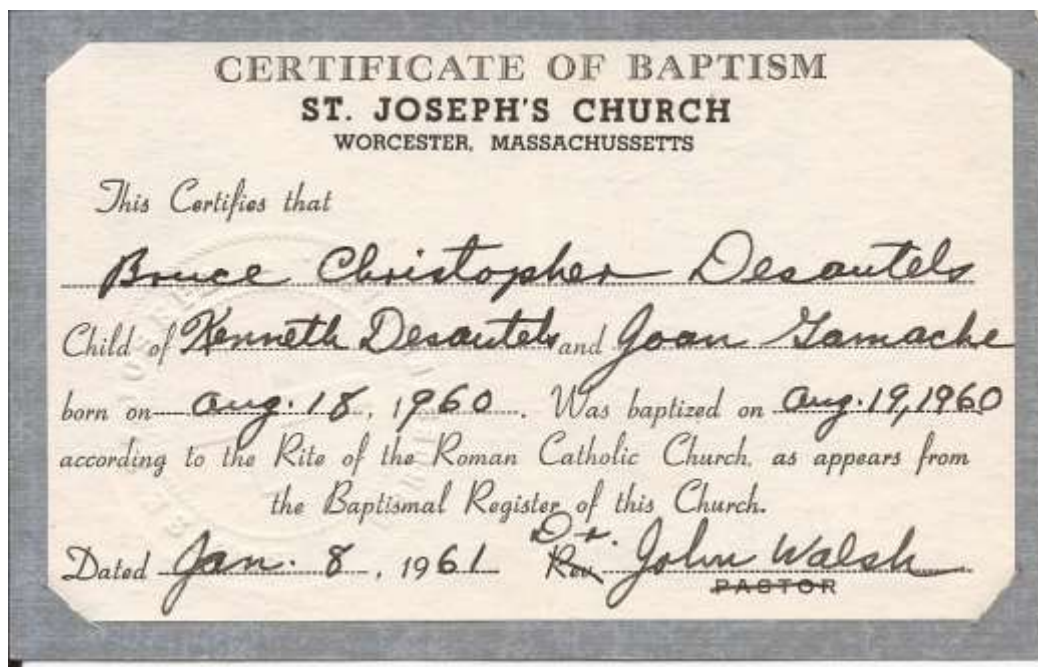 CERTIFICATE OF BAPTISM
ST. JOSEPH'S CHURCH
WORCESTER, MASSACHUSSETTS
This Certifies that
Bruce Christopher Desautels
Child of Kenneth Desautels and Joan Gamache
born on Aug. 18, 1960. Was baptized on Aug. 19, 1960
according to the Rite of the Roman Catholic Church, as appears from
the Baptismal Register of this Church.
Dr.
Dated Jan. 8, 1961 Rev. John Walsh
PASTOR